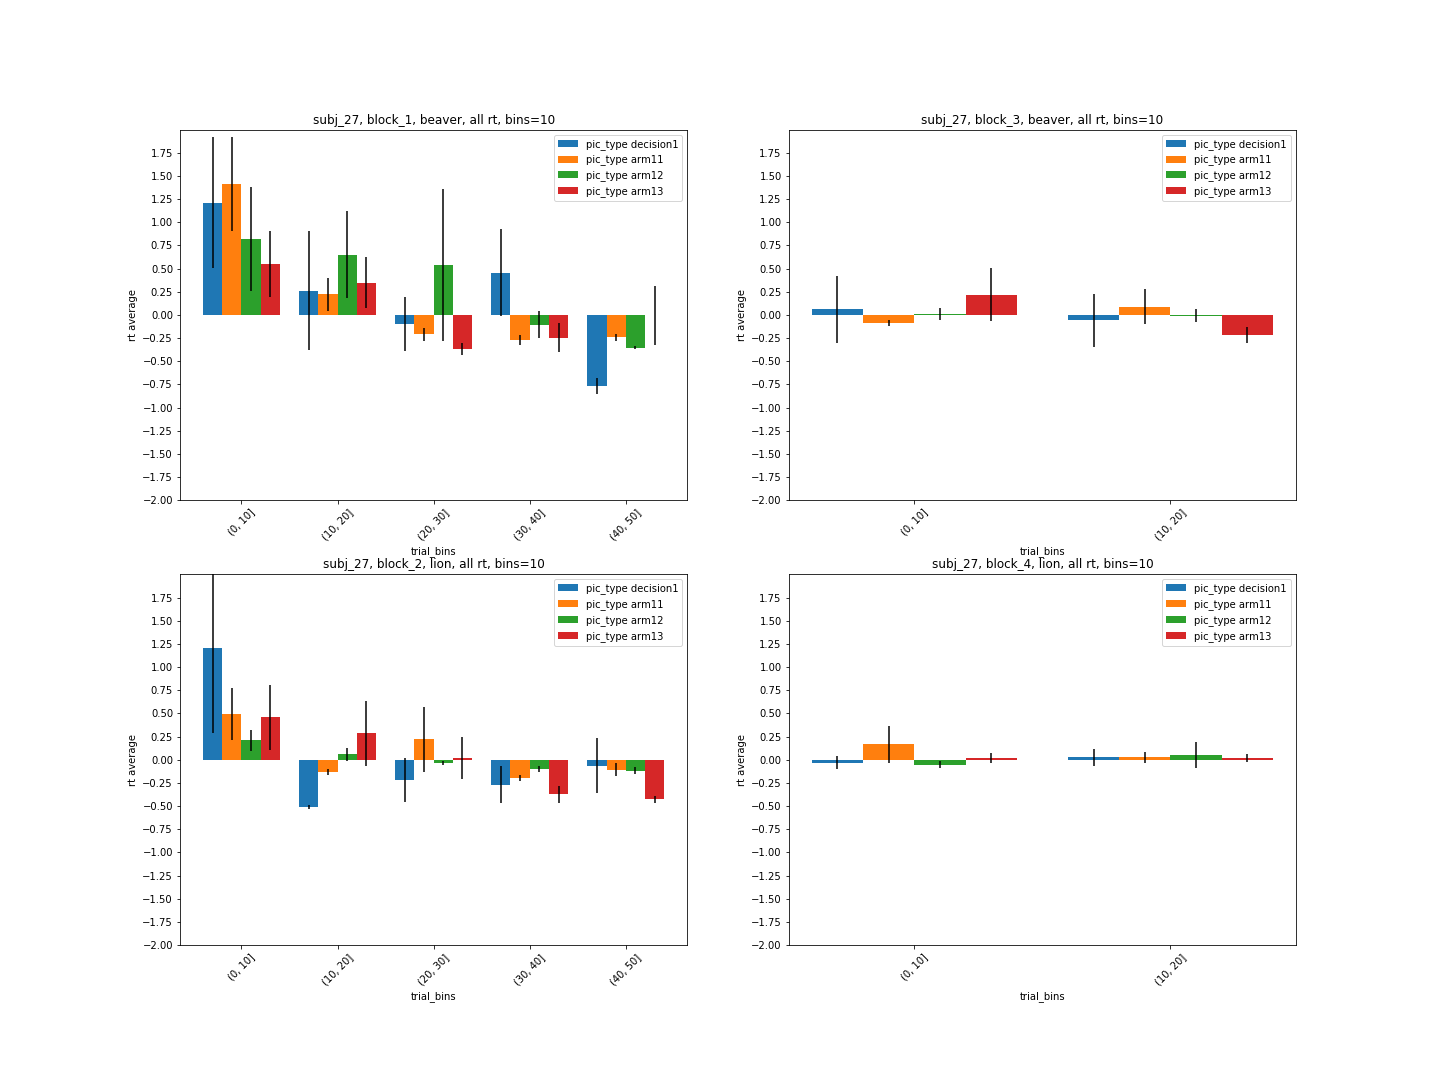 subj_27, block_1, beaver, all rt, bins=10
rt average
1.75
1.50
1.25
1.00
0.75
0.50
0.25
0.00
−0.25
−0.50
−0.75
−1.00
−1.25
−1.50
−1.75
−2.00
pic_type decision1
pic_type arm11
pic_type arm12
pic_type arm13
(0, 10]
(10, 20]
(20, 30]
(30, 40]
(40, 50]
trial_bins
subj_27, block_3, beaver, all rt, bins=10
rt average
1.75
1.50
1.25
1.00
0.75
0.50
0.25
0.00
−0.25
−0.50
−0.75
−1.00
−1.25
−1.50
−1.75
−2.00
pic_type decision1
pic_type arm11
pic_type arm12
pic_type arm13
(0, 10]
(10, 20]
trial_bins
subj_27, block_2, lion, all rt, bins=10
rt average
1.75
1.50
1.25
1.00
0.75
0.50
0.25
0.00
−0.25
−0.50
−0.75
−1.00
−1.25
−1.50
−1.75
−2.00
pic_type decision1
pic_type arm11
pic_type arm12
pic_type arm13
(0, 10]
(10, 20]
(20, 30]
(30, 40]
(40, 50]
trial_bins
subj_27, block_4, lion, all rt, bins=10
rt average
1.75
1.50
1.25
1.00
0.75
0.50
0.25
0.00
−0.25
−0.50
−0.75
−1.00
−1.25
−1.50
−1.75
−2.00
pic_type decision1
pic_type arm11
pic_type arm12
pic_type arm13
(0, 10]
(10, 20]
trial_bins